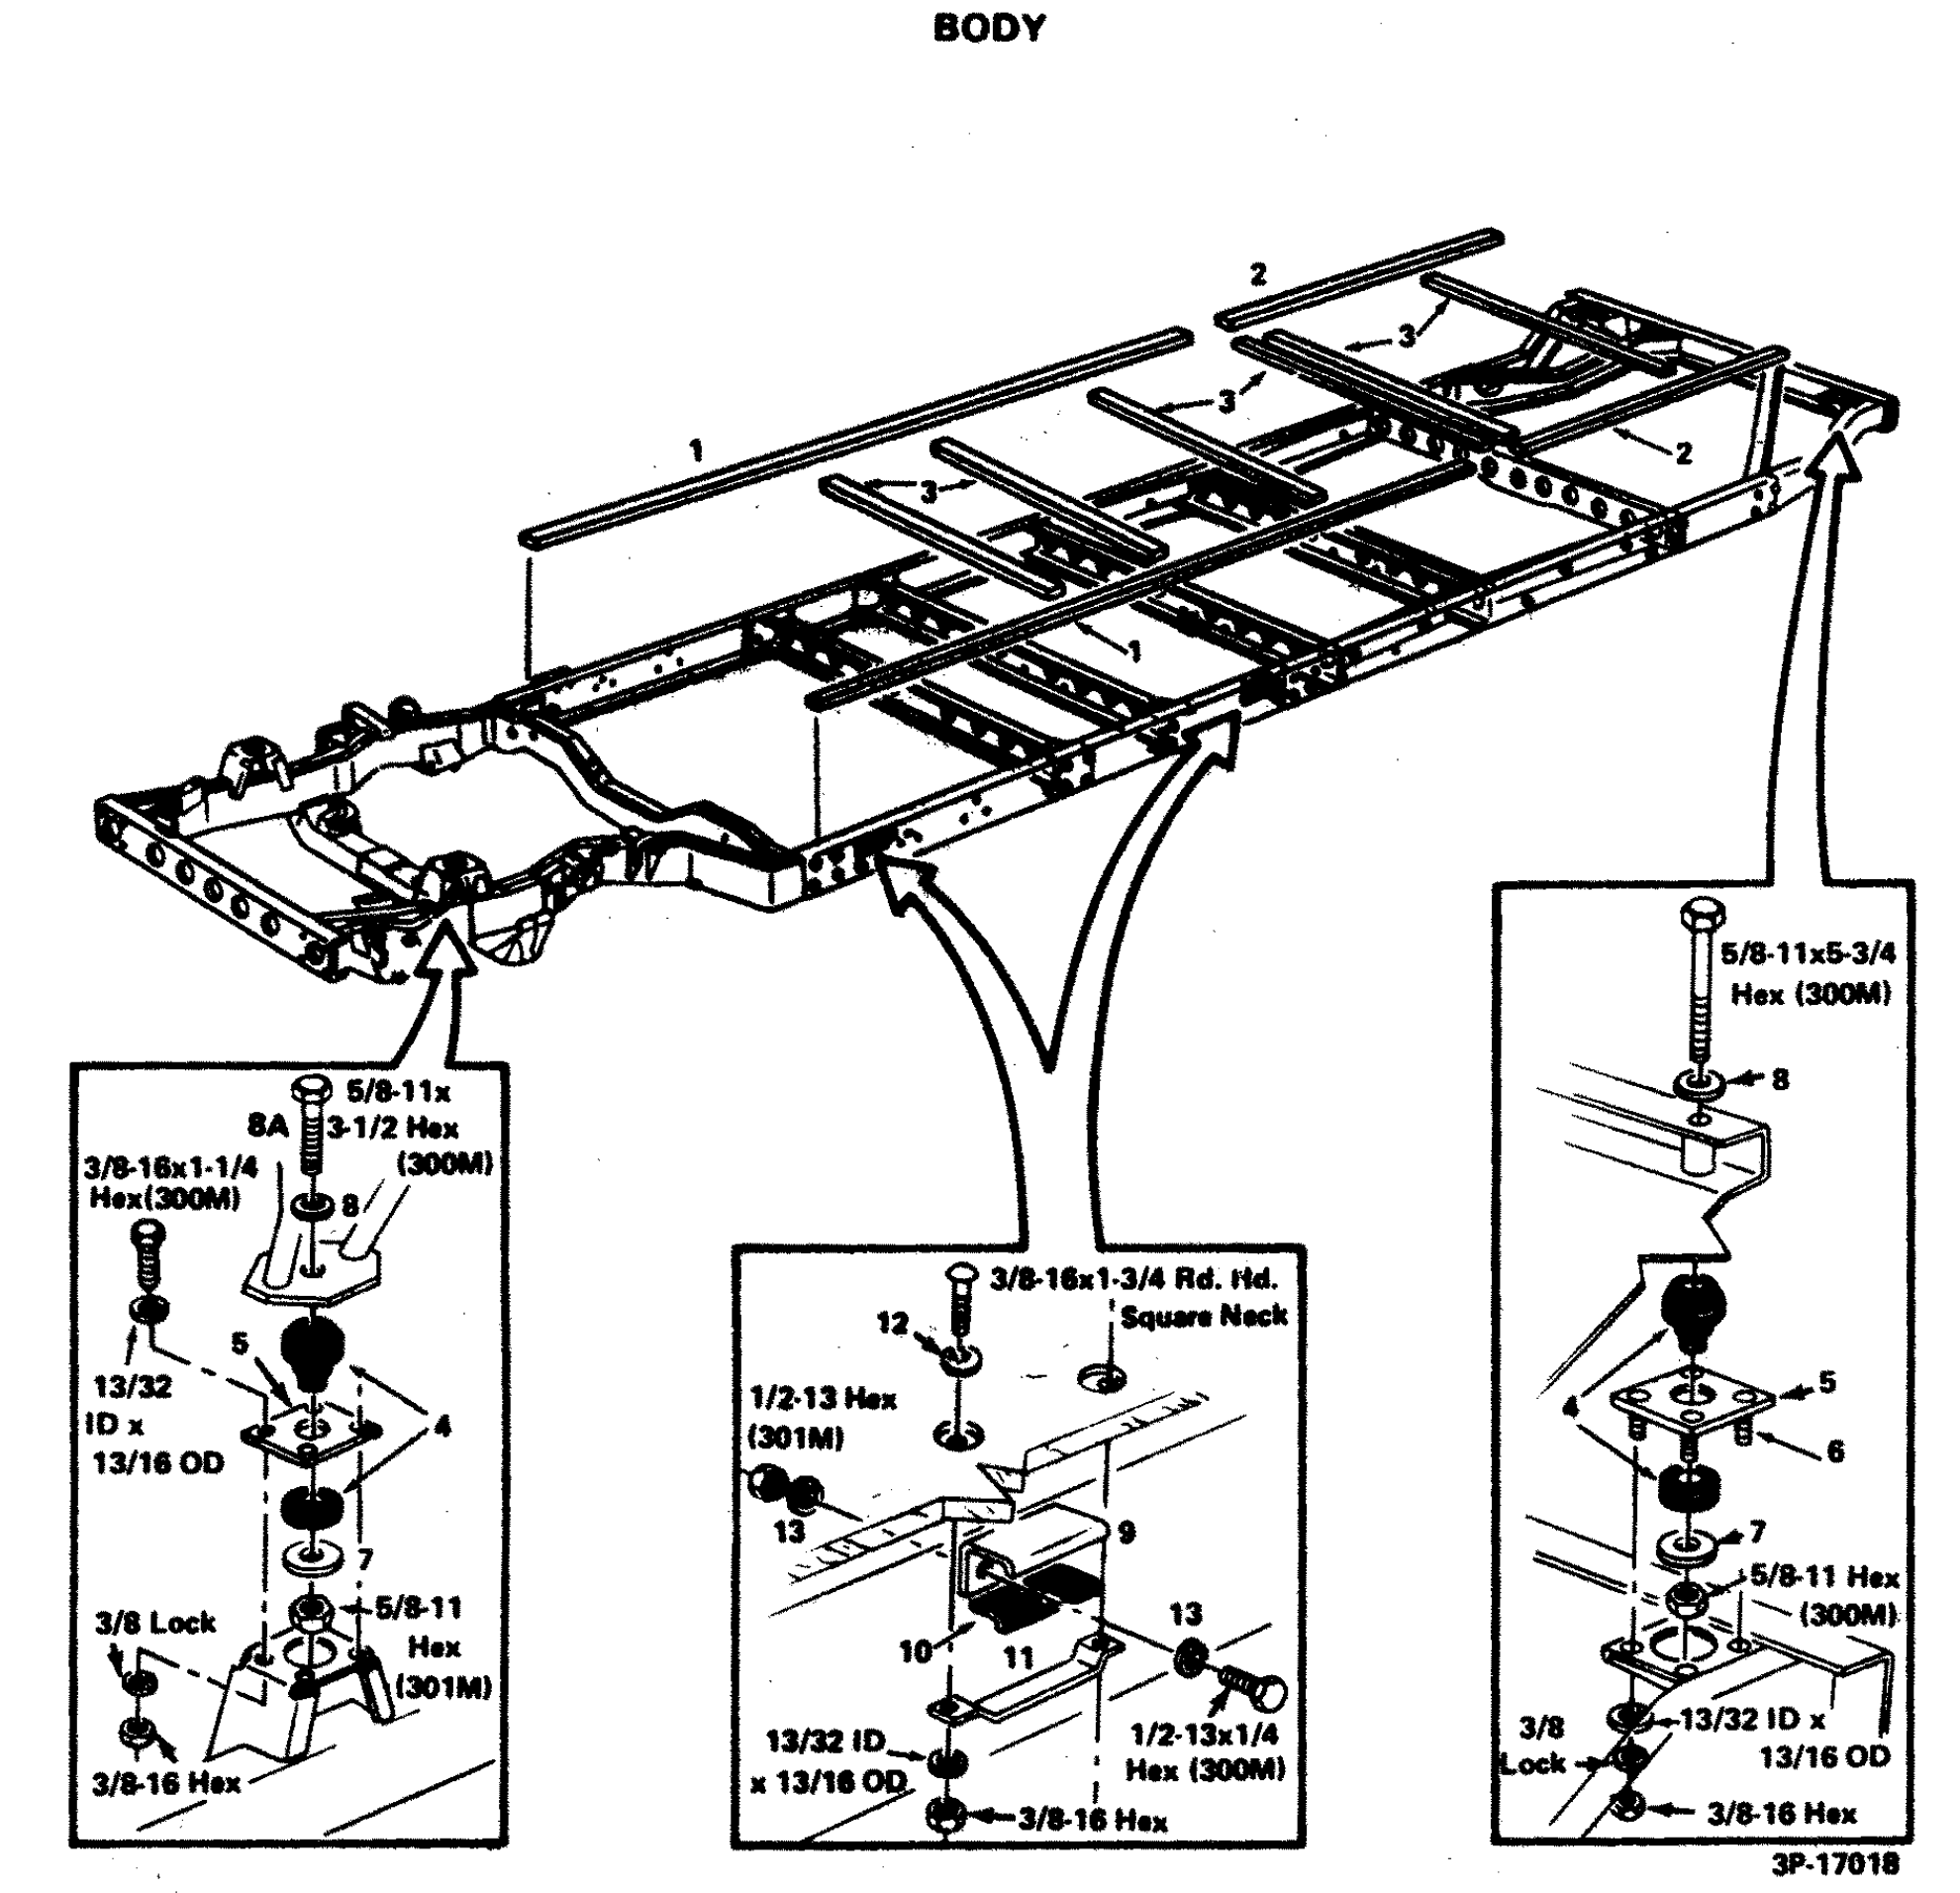 BODY
2
3
3
1
2
3
1
5/8-11x5-3/4
Hex (300M)
8
5/8-11x
8A
3-1/2 Hex
(300M)
3/8-16x1-1/4
Hex(300M)
8
5
13/32
ID x
13/16 OD
4
7
3/8 Lock
5/8-11
Hex
(301M)
3/8-16 Hex
3/8-16x1-3/4 Rd. Hd.
Square Neck
12
1/2-13 Hex
(301M)
13
9
10
11
13
13/32 ID
x 13/16 OD
1/2-13x1/4
Hex (300M)
3/8-16 Hex
5
4
6
7
5/8-11 Hex
(300M)
3/8
Lock
13/32 ID x
13/16 OD
3/8-16 Hex
3P-17018